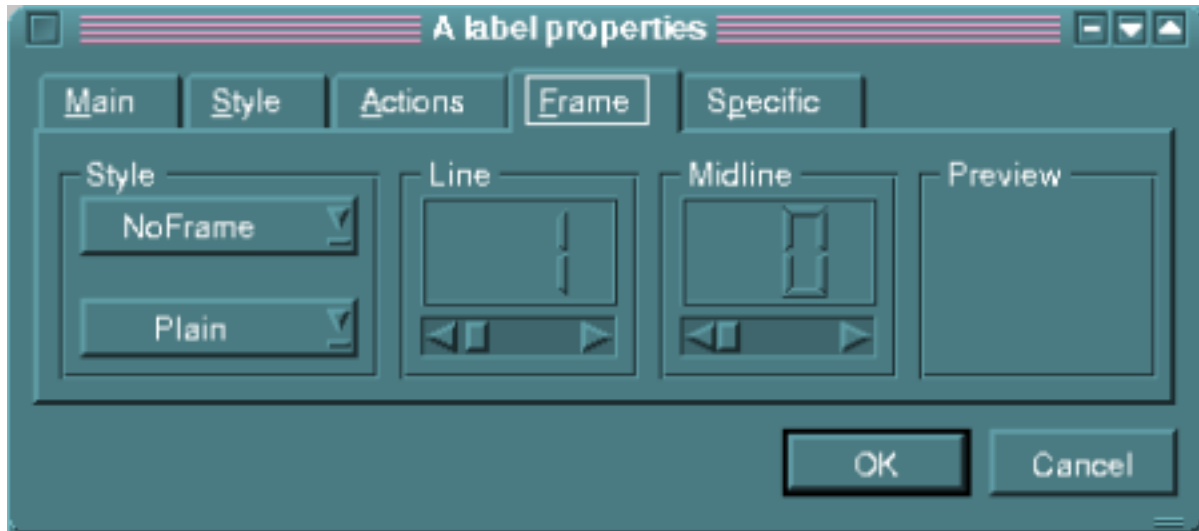 A label properties
Main Style Actions Frame Specific
Style Line Midline Preview
NoFrame 1 0
Plain
OK Cancel